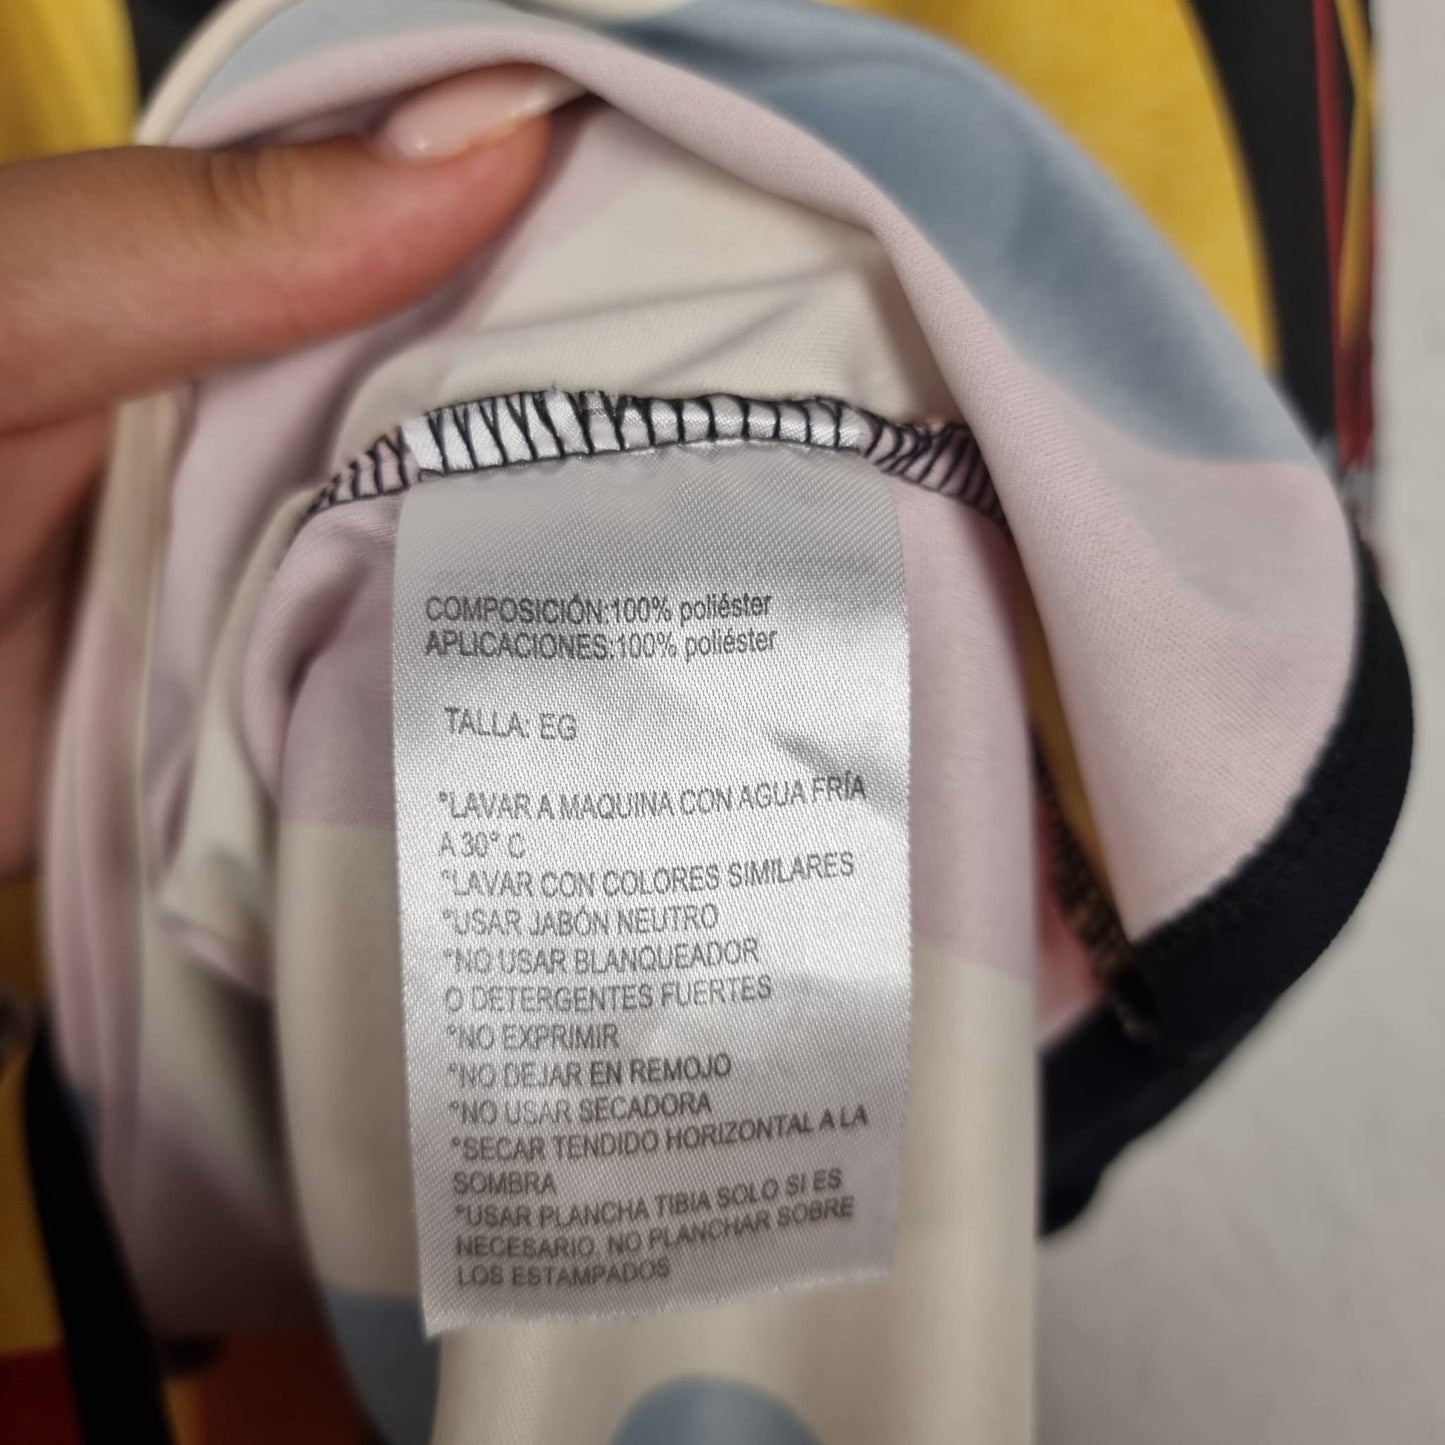 COMPOSICIÓN:100% poliéster
APLICACIONES:100% poliéster
TALLA: EG
*LAVAR A MAQUINA CON AGUA FRÍA
A 30° C
*LAVAR CON COLORES SIMILARES
*USAR JABÓN NEUTRO
*NO USAR BLANQUEADOR
O DETERGENTES FUERTES
*NO EXPRIMIR
*NO DEJAR EN REMOJO
*NO USAR SECADORA
*SECAR TENDIDO HORIZONTAL A LA
SOMBRA
*USAR PLANCHA TIBIA SOLO SI ES
NECESARIO. NO PLANCHAR SOBRE
LOS ESTAMPADOS